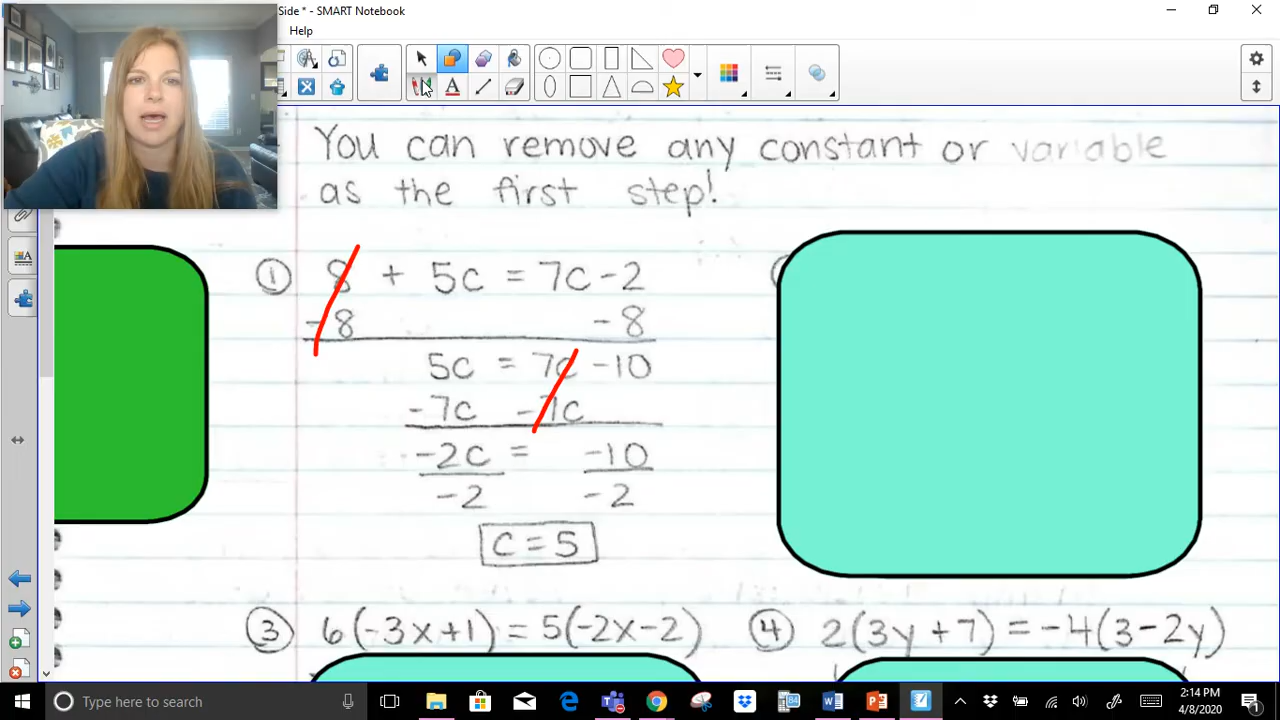 Side * - SMART Notebook
Help
You can remove any constant or variable
as the first step!
① 8 + 5c = 7c - 2
- 8 - 8
5c = 7c - 10
- 7c - 7c
- 2c = - 10
- 2 - 2
c = 5
③ 6(-3x+1) = 5(-2x-2) ④ 2(3y+7) = -4(3-2y)
Type here to search
2:14 PM
4/8/2020